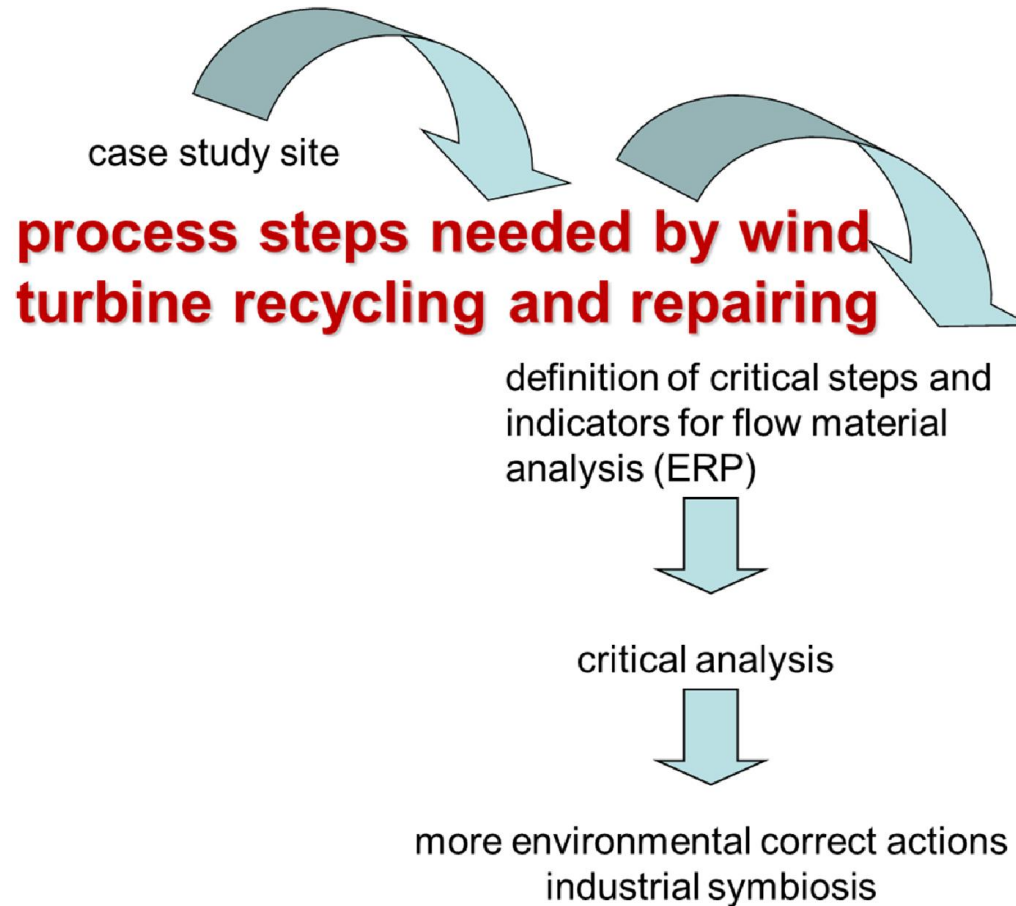 case study site
process steps needed by wind
turbine recycling and repairing
definition of critical steps and
indicators for flow material
analysis (ERP)
critical analysis
more environmental correct actions
industrial symbiosis